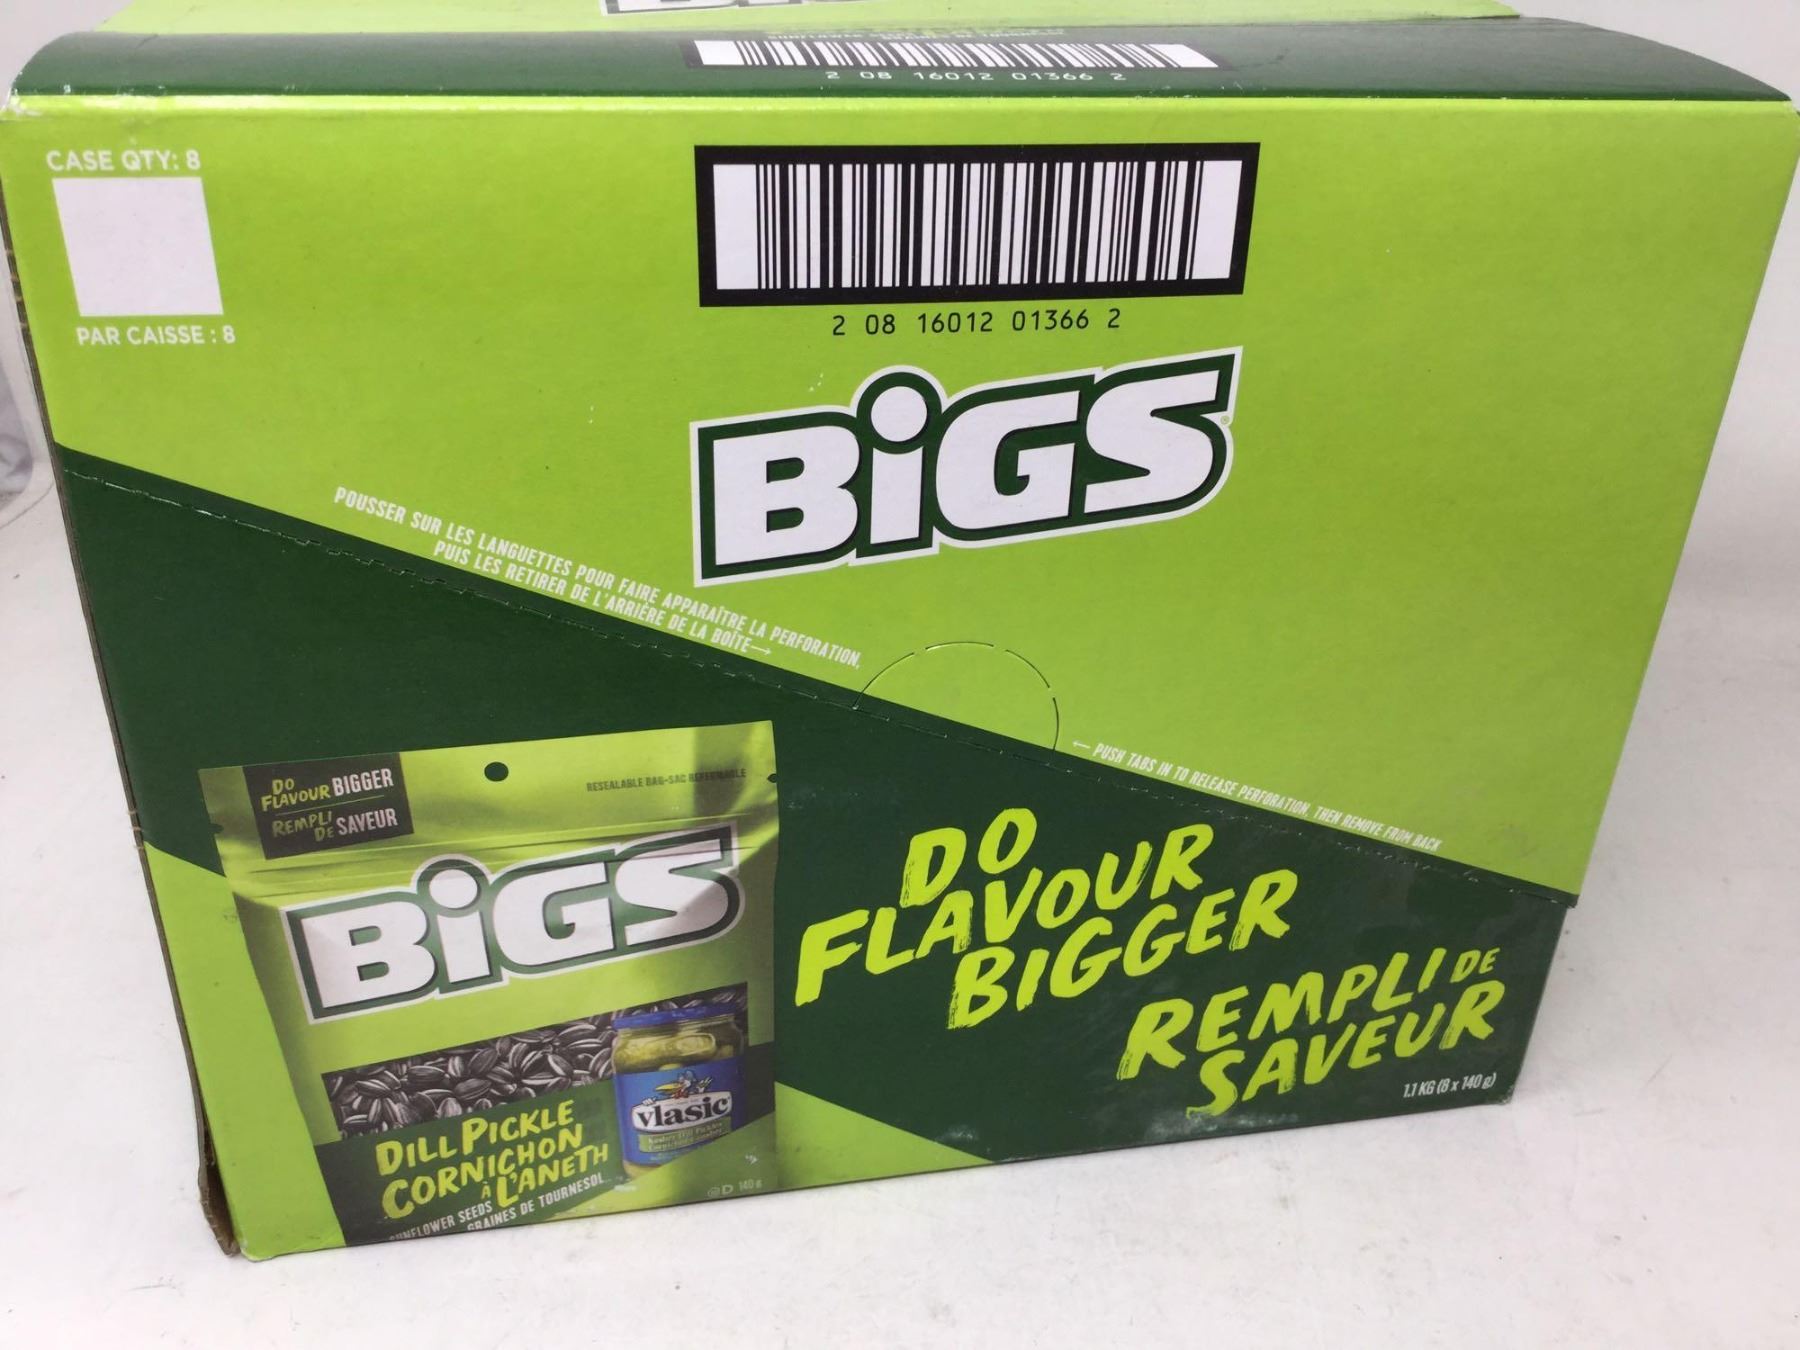 2 08 16012 01366 2
CASE QTY: 8
PAR CAISSE : 8
2 08 16012 01366 2
BiGS®
POUSSER SUR LES LANGUETTES POUR FAIRE APPARAÎTRE LA PERFORATION,
PUIS LES RETIRER DE L'ARRIÈRE DE LA BOÎTE→
← PUSH TABS IN TO RELEASE PERFORATION, THEN REMOVE FROM BACK
DO
FLAVOUR BIGGER
REMPLI
DE SAVEUR
RESEALABLE BAG-SAC
BiGS
vlasic
DILL PICKLE
CORNICHON
À L'ANETH
SUNFLOWER SEEDS
GRAINES DE TOURNESOL
140 g
DO
FLAVOUR
BIGGER
REMPLI DE
SAVEUR
1.1 KG (8 x 140 g)